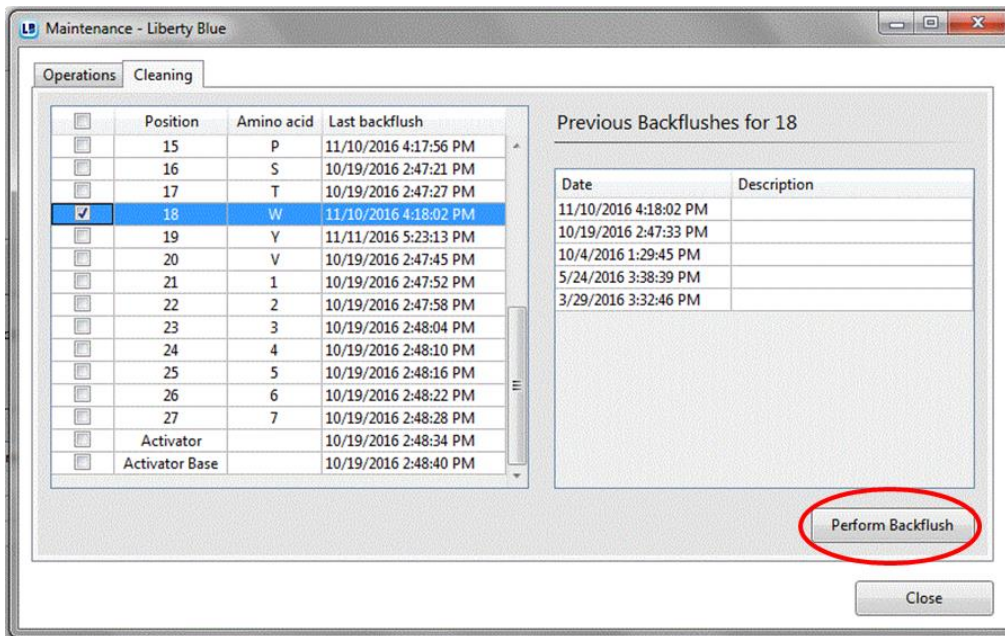 LB Maintenance - Liberty Blue
Operations Cleaning
Position Amino acid Last backflush
15 P 11/10/2016 4:17:56 PM
16 S 10/19/2016 2:47:21 PM
17 T 10/19/2016 2:47:27 PM
18 W 11/10/2016 4:18:02 PM
19 Y 11/11/2016 5:23:13 PM
20 V 10/19/2016 2:47:45 PM
21 1 10/19/2016 2:47:52 PM
22 2 10/19/2016 2:47:58 PM
23 3 10/19/2016 2:48:04 PM
24 4 10/19/2016 2:48:10 PM
25 5 10/19/2016 2:48:16 PM
26 6 10/19/2016 2:48:22 PM
27 7 10/19/2016 2:48:28 PM
Activator 10/19/2016 2:48:34 PM
Activator Base 10/19/2016 2:48:40 PM
Previous Backflushes for 18
Date Description
11/10/2016 4:18:02 PM
10/19/2016 2:47:33 PM
10/4/2016 1:29:45 PM
5/24/2016 3:38:39 PM
3/29/2016 3:32:46 PM
Perform Backflush
Close